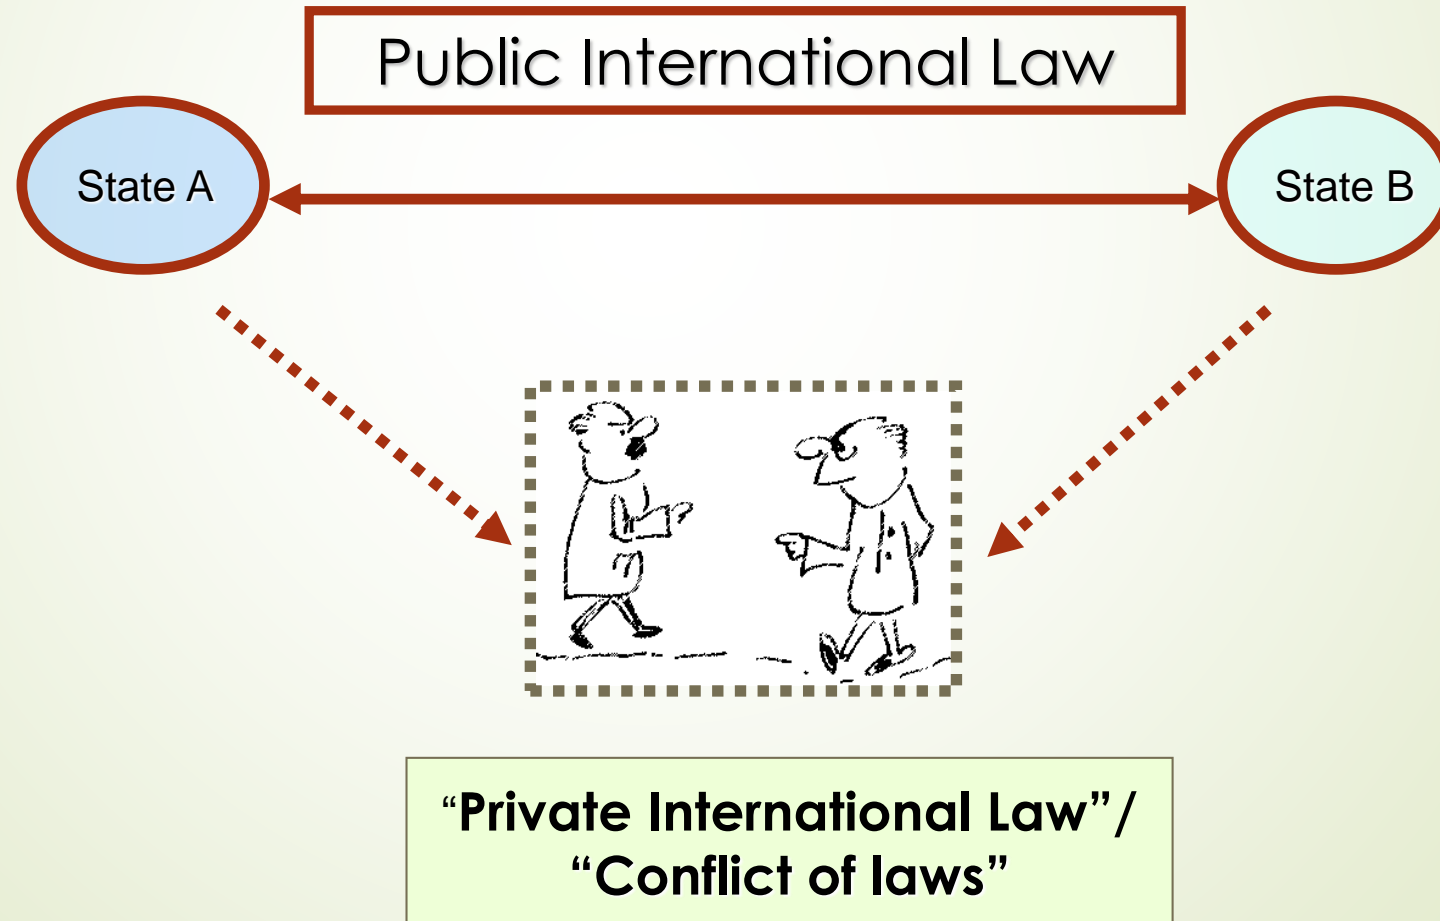 Public International Law
State A
State B
“Private International Law”/
“Conflict of laws”